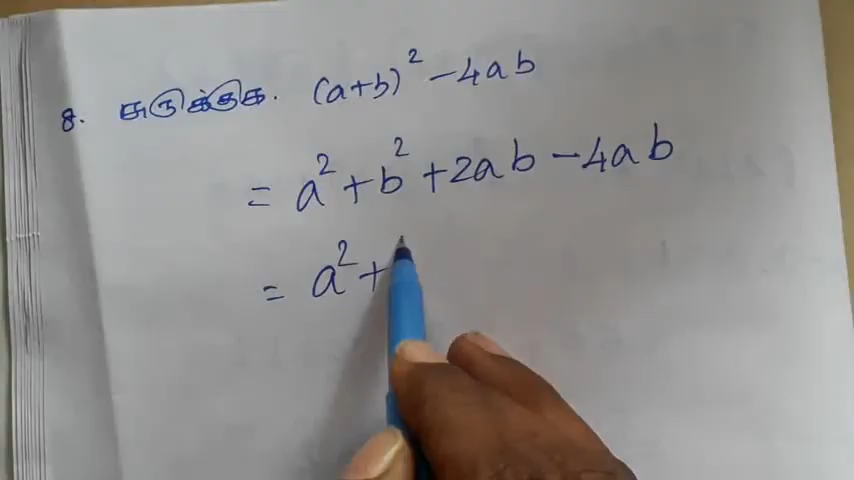 8. சுருக்குக. (a+b)² -4ab
= a² + b² +2ab -4ab
= a² +